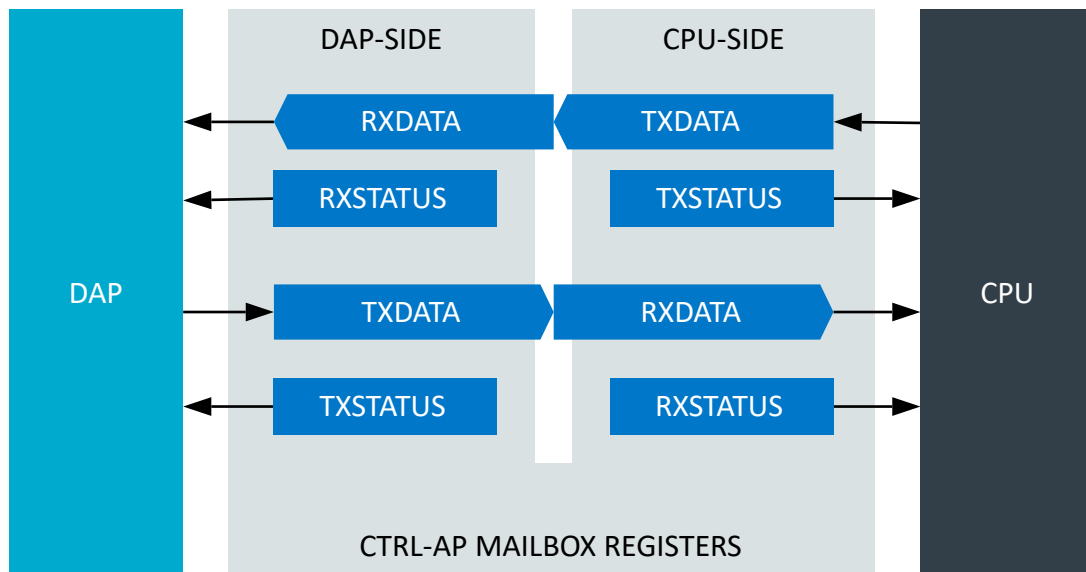 DAP-SIDE
CPU-SIDE
RXDATA
TXDATA
RXSTATUS
TXSTATUS
DAP
TXDATA
RXDATA
CPU
TXSTATUS
RXSTATUS
CTRL-AP MAILBOX REGISTERS